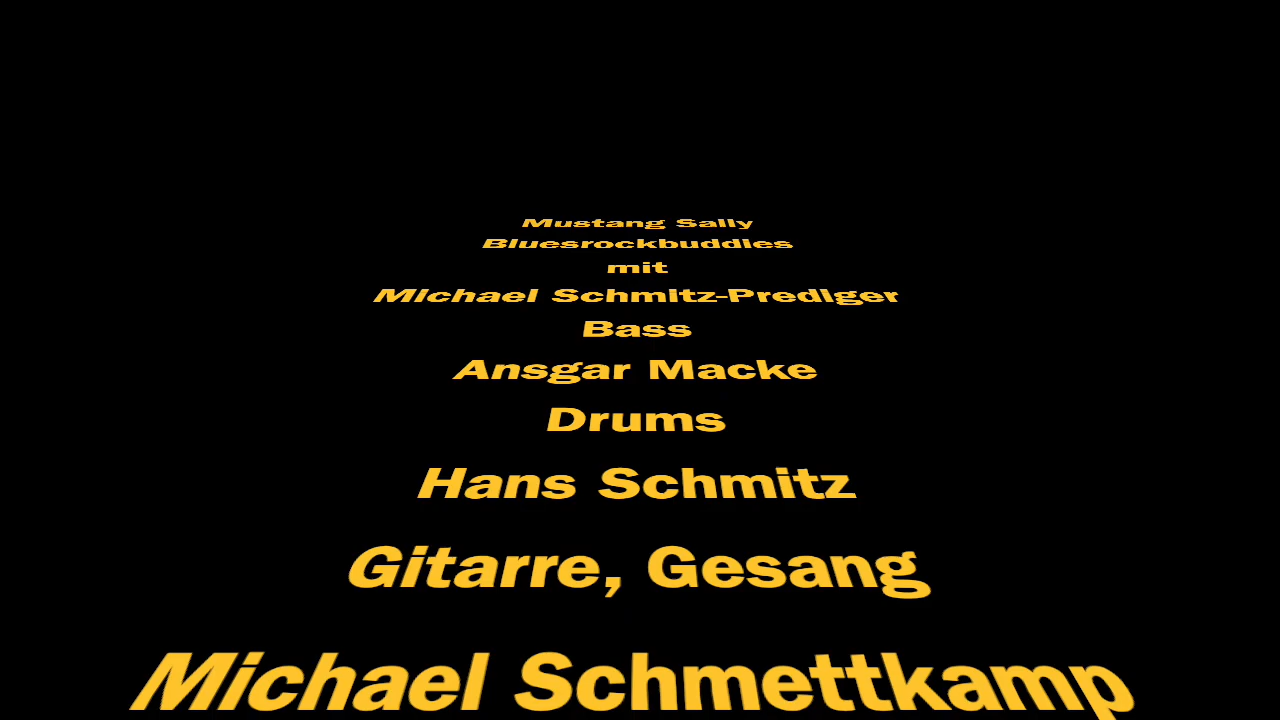 Mustang Sally
Bluesrockbuddies
mit
Michael Schmitz-Prediger
Bass
Ansgar Macke
Drums
Hans Schmitz
Gitarre, Gesang
Michael Schmettkamp